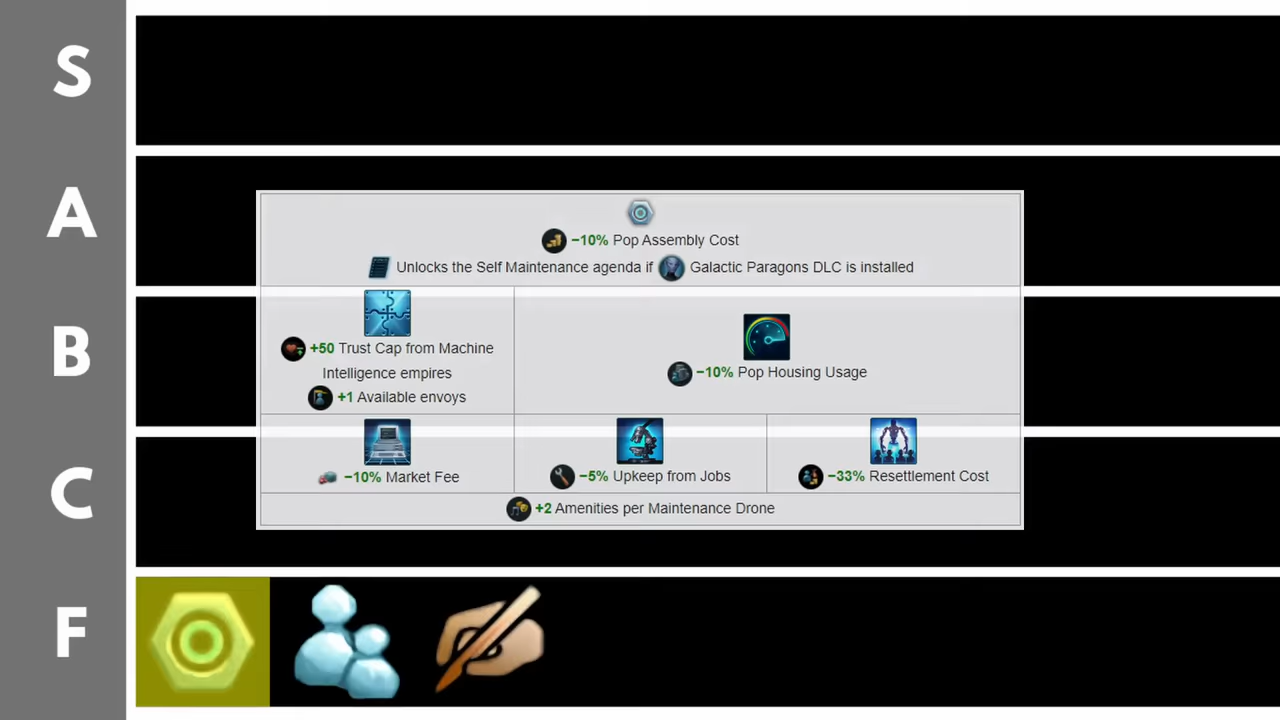 S
A
B
C
F
−10% Pop Assembly Cost
Unlocks the Self Maintenance agenda if Galactic Paragons DLC is installed
+50 Trust Cap from Machine
Intelligence empires
+1 Available envoys
−10% Pop Housing Usage
−10% Market Fee
−5% Upkeep from Jobs
−33% Resettlement Cost
+2 Amenities per Maintenance Drone